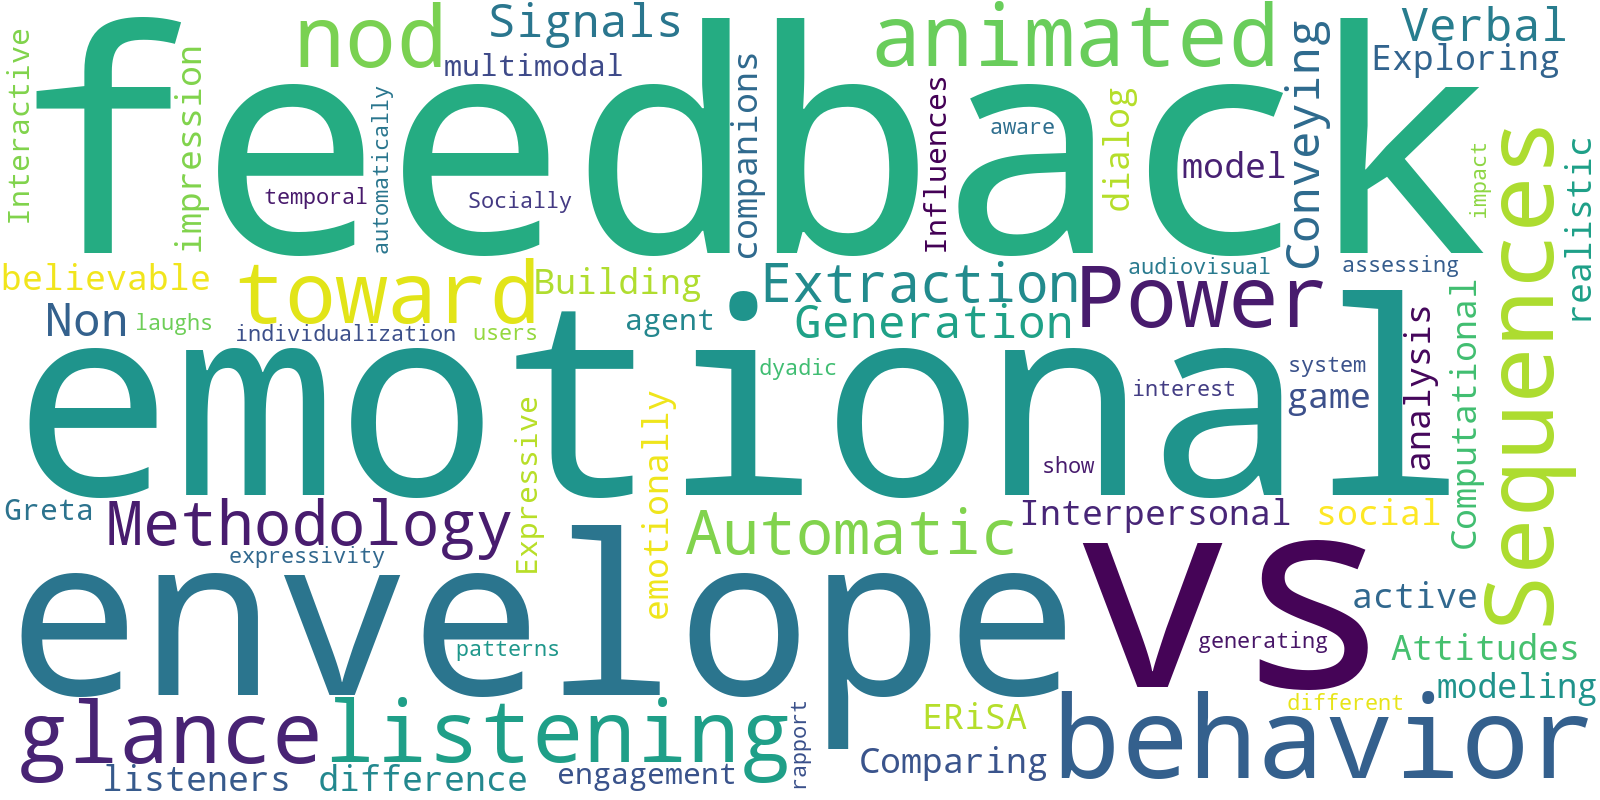 feedback
nod
Signals
multimodal
animated
Verbal
Exploring
Interactive
impression
automatically
companions
Influences
aware
dialog
model
Conveying
impact
realistic
Sequences
temporal
Socially
believable
toward
Building
Extraction
Power
audiovisual
assessing
Non
laughs
individualization
users
agent
Generation
emotional
dyadic
system
interest
game
analysis
Computational
show
Expressive
emotionally
Greta
Methodology
expressivity
Automatic
Interpersonal
social
envelope
vs
patterns
active
generating
Attitudes
modeling
different
glance
listening
rapport
ERiSA
behavior
Comparing
listeners
difference
engagement